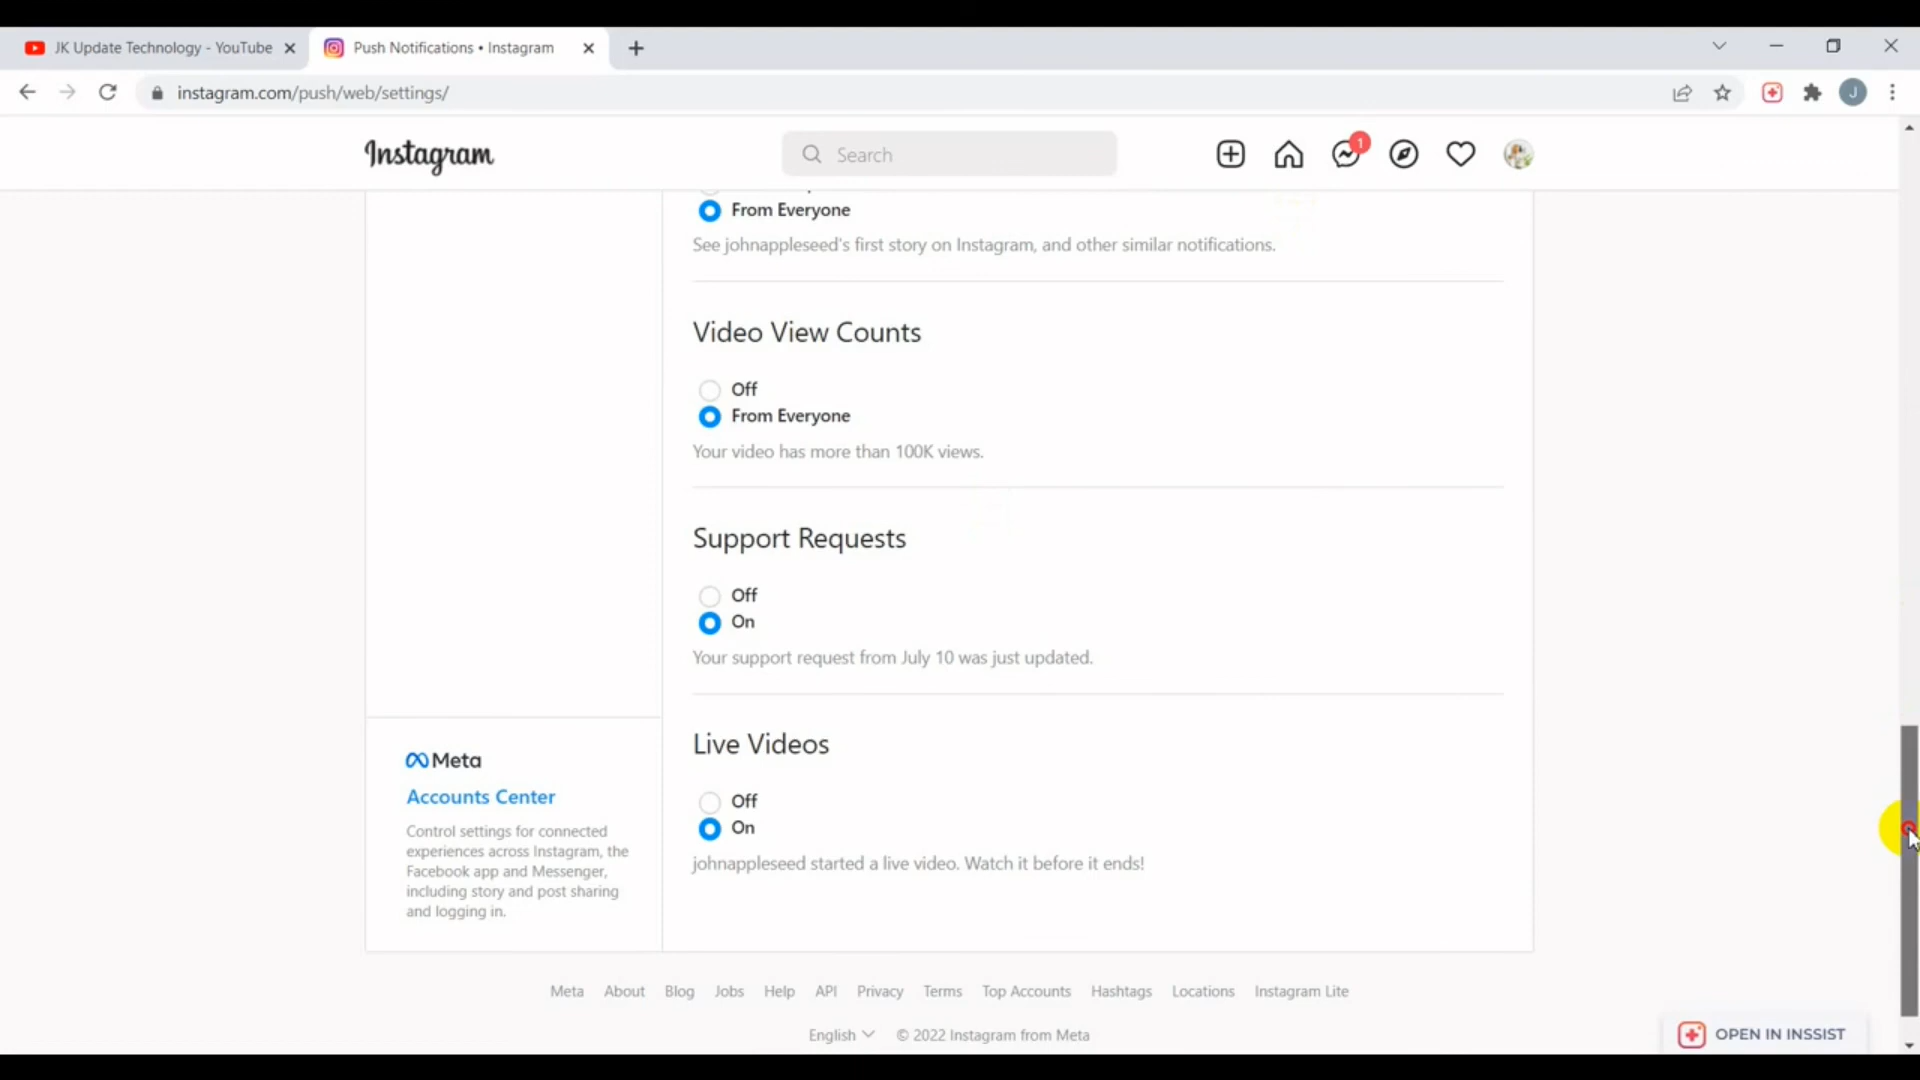 JK Update Technology - YouTube
Push Notifications • Instagram
instagram.com/push/web/settings/
J
Instagram
Search
1
From Everyone
See johnappleseed's first story on Instagram, and other similar notifications.
Video View Counts
Off
From Everyone
Your video has more than 100K views.
Support Requests
Off
On
Your support request from July 10 was just updated.
Live Videos
Off
On
johnappleseed started a live video. Watch it before it ends!
Meta
Accounts Center
Control settings for connected
experiences across Instagram, the
Facebook app and Messenger,
including story and post sharing
and logging in.
Meta About Blog Jobs Help API Privacy Terms Top Accounts Hashtags Locations Instagram Lite
English © 2022 Instagram from Meta
OPEN IN INSSIST